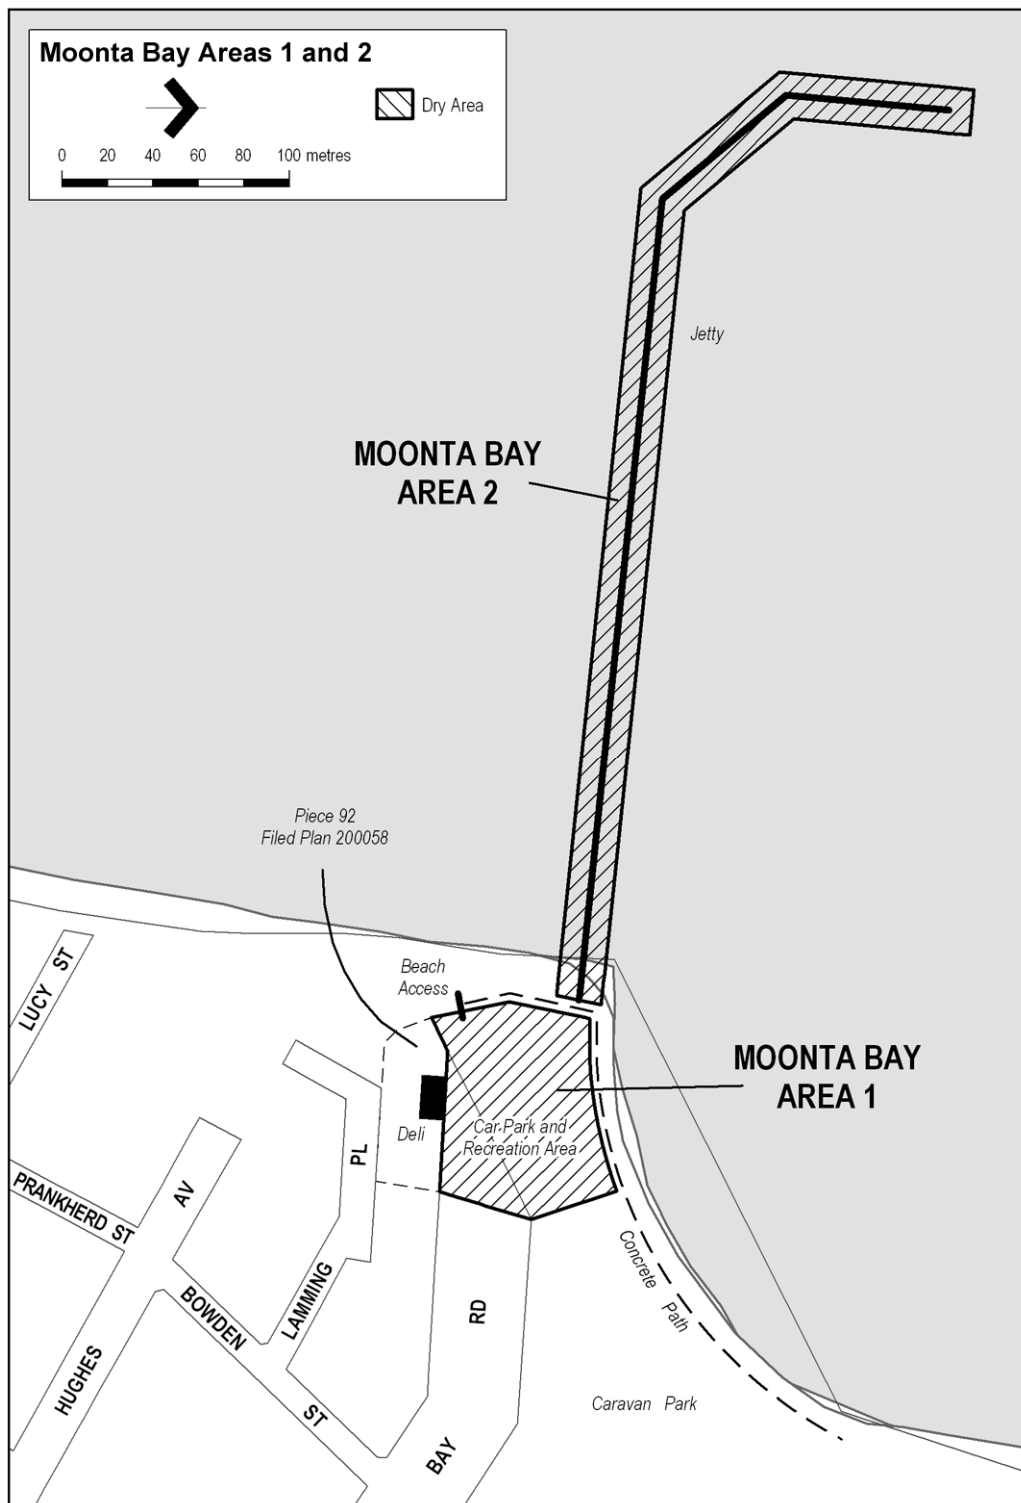 Moonta Bay Areas 1 and 2
Dry Area
0 20 40 60 80 100 metres
Jetty
MOONTA BAY
AREA 2
Piece 92
Filed Plan 200058
Beach
Access
LUCY ST
MOONTA BAY
AREA 1
Car Park and
Recreation Area
Deli
PL
AV
PRANKHERD ST
LAMMING
BOWDEN
ST
HUGHES
RD
BAY
Concrete Path
Caravan Park